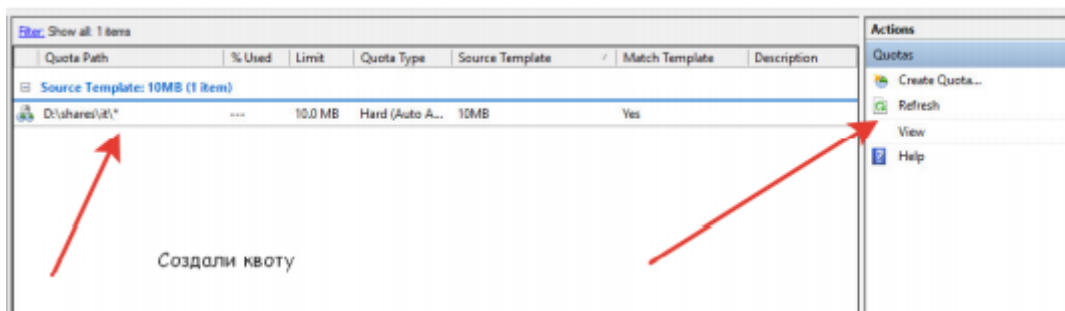 Filter: Show all: 1 items
Quota Path % Used Limit Quota Type Source Template / Match Template Description
Source Template: 10MB (1 item)
D:\shares\it\* 10.0 MB Hard (Auto A... 10MB Yes
Создали квоту
Actions
Quotas
Create Quota...
Refresh
View
Help